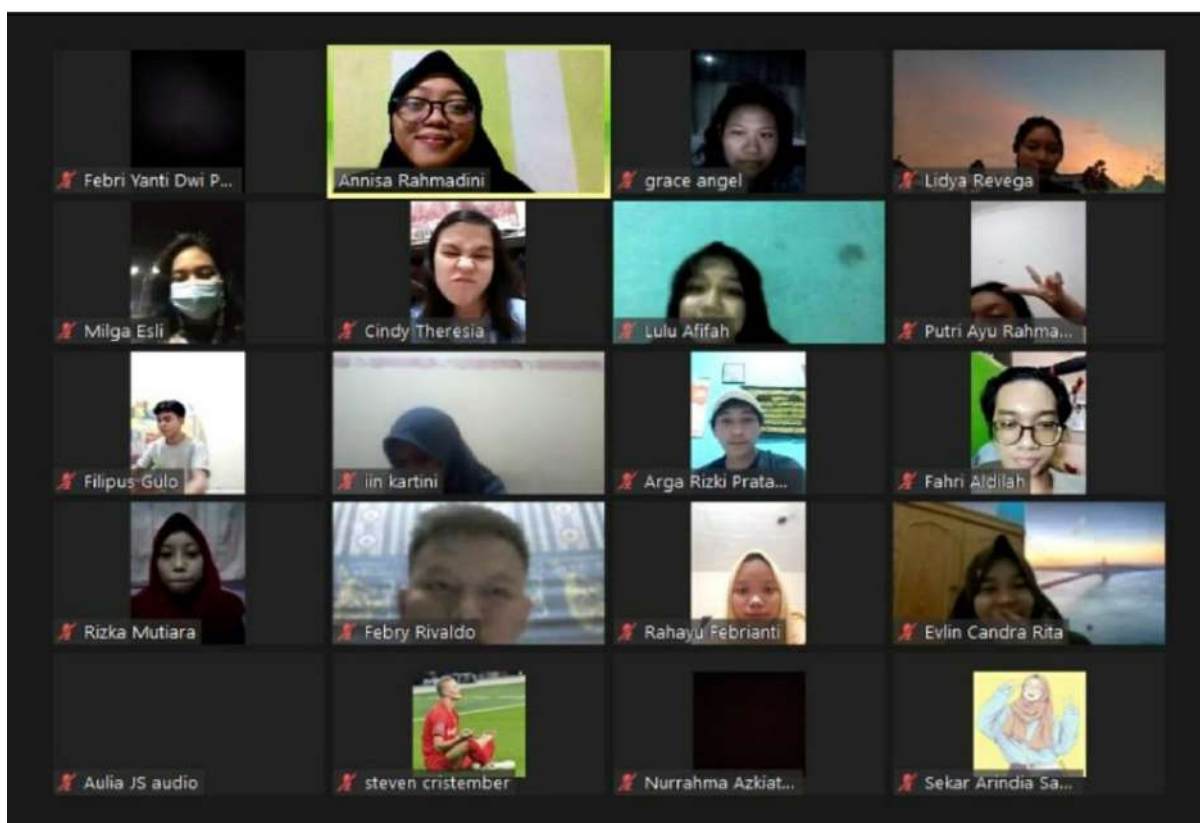 Febri Yanti Dwi P...
Annisa Rahmadini
grace angel
Lidya Revega
Milga Esli
Cindy Theresia
Lulu Afifah
Putri Ayu Rahma...
Filipus Gulo
iin kartini
Arga Rizki Prata...
Fahri Aldilah
Rizka Mutiara
Febry Rivaldo
Rahayu Febrianti
Evlin Candra Rita
Aulia JS audio
steven cristember
Nurrahma Azkiat...
Sekar Arindia Sa...